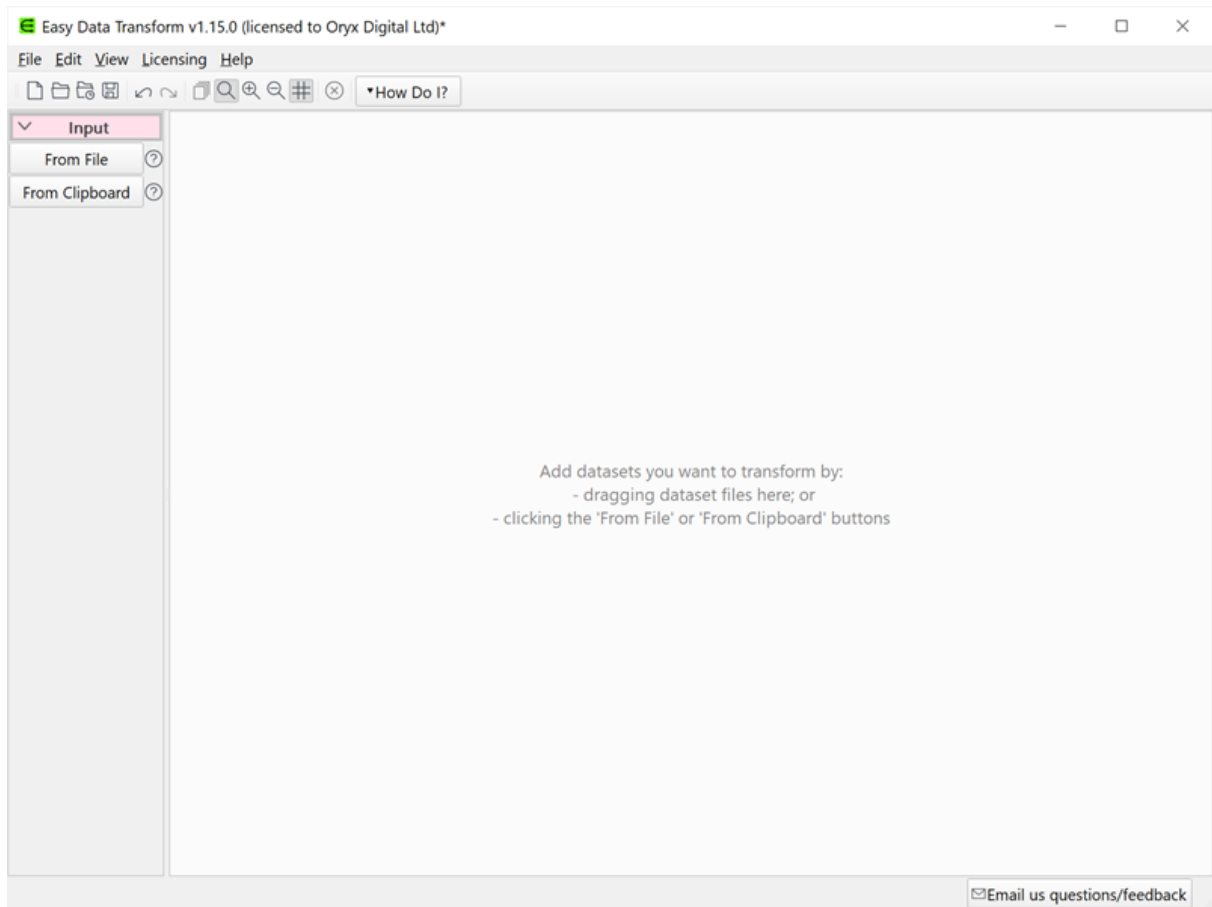 Easy Data Transform v1.15.0 (licensed to Oryx Digital Ltd)*
File Edit View Licensing Help
How Do I?
Input
From File
From Clipboard
Add datasets you want to transform by:
- dragging dataset files here; or
- clicking the 'From File' or 'From Clipboard' buttons
Email us questions/feedback